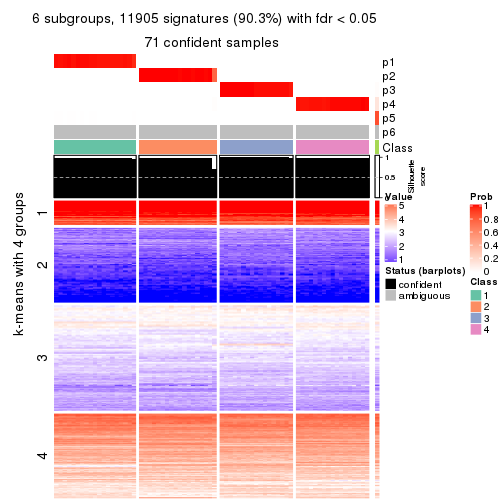 6 subgroups, 11905 signatures (90.3%) with fdr < 0.05
71 confident samples
p1
p2
p3
p4
p5
p6
Class
1
0.5
0
Silhouette
score
k-means with 4 groups
1
2
3
4
Value
5
4
3
2
1
Status (barplots)
confident
ambiguous
Prob
1
0.8
0.6
0.4
0.2
0
Class
1
2
3
4